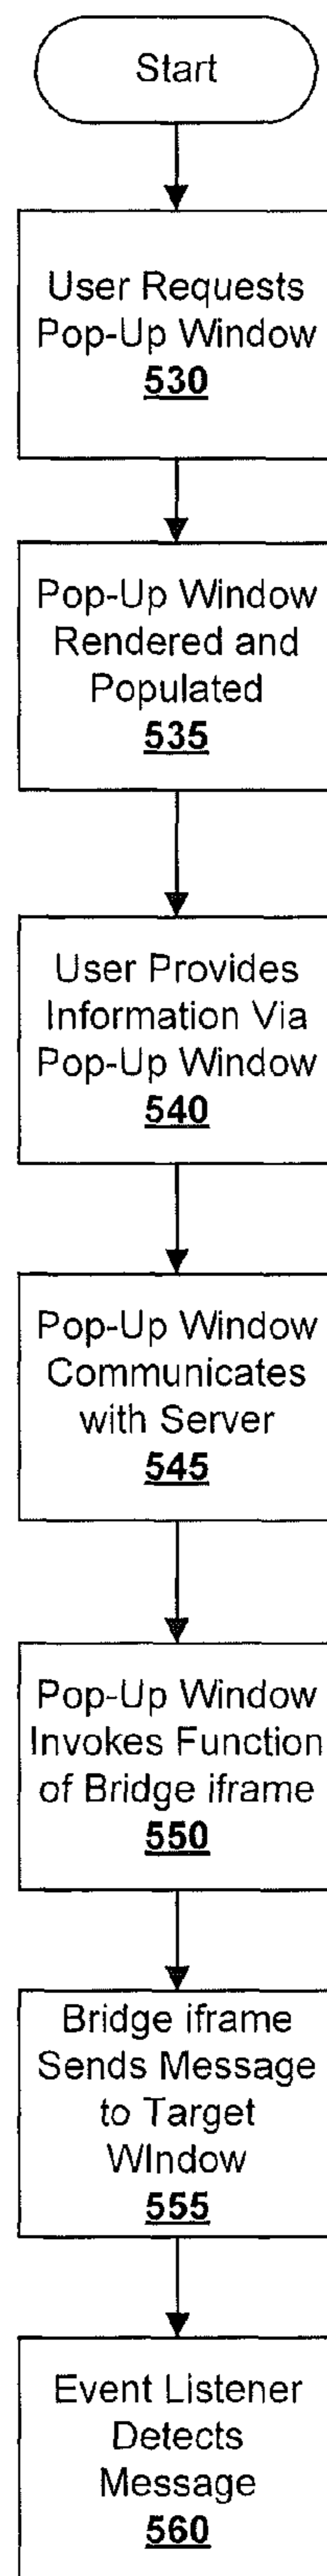 Start
User Requests
Pop-Up Window
530
Pop-Up Window
Rendered and
Populated
535
User Provides
Information Via
Pop-Up Window
540
Pop-Up Window
Communicates
with Server
545
Pop-Up Window
Invokes Function
of Bridge iframe
550
Bridge iframe
Sends Message
to Target
WIndow
555
Event Listener
Detects
Message
560